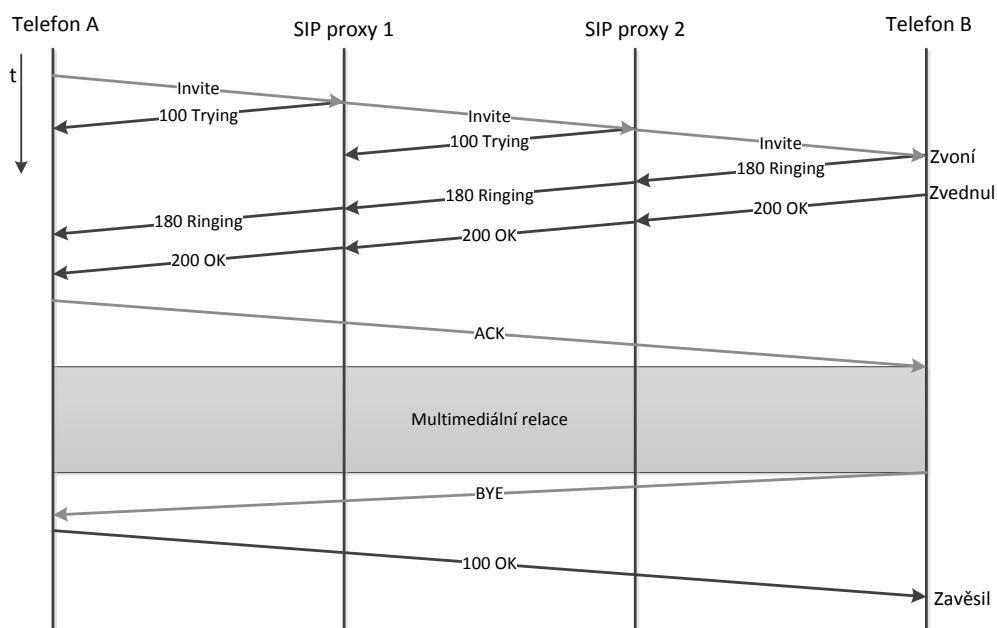 Telefon A
SIP proxy 1
SIP proxy 2
Telefon B
t
Invite
100 Trying
Invite
100 Trying
Invite
Zvoní
180 Ringing
180 Ringing
180 Ringing
Zvednul
200 OK
200 OK
200 OK
ACK
Multimediální relace
BYE
100 OK
Zavěsil